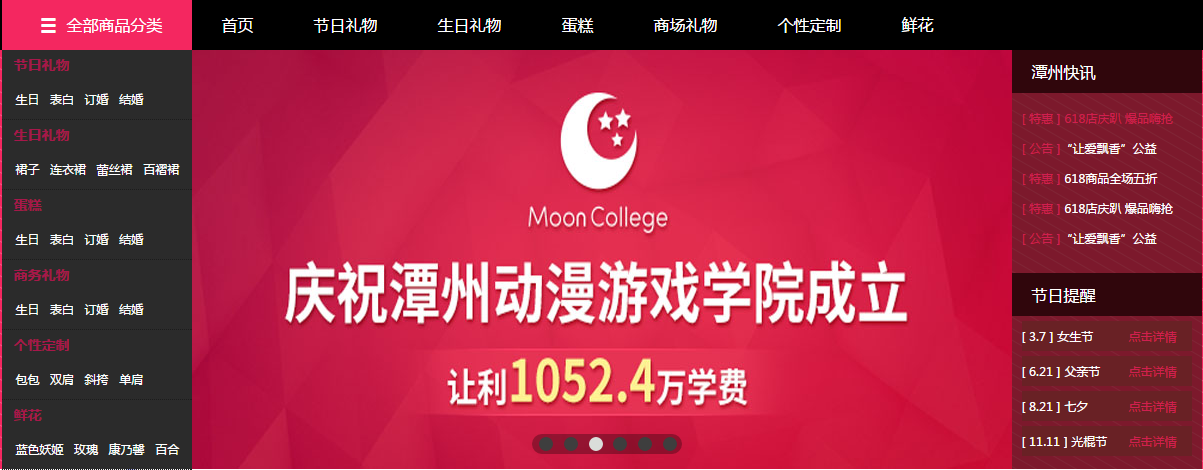 全部商品分类 首页 节日礼物 生日礼物 蛋糕 商场礼物 个性定制 鲜花
节日礼物
生日 表白 订婚 结婚
生日礼物
裙子 连衣裙 蕾丝裙 百褶裙
蛋糕
生日 表白 订婚 结婚
商务礼物
生日 表白 订婚 结婚
个性定制
包包 双肩 斜挎 单肩
鲜花
蓝色妖姬 玫瑰 康乃馨 百合
Moon College
庆祝潭州动漫游戏学院成立
让利1052.4万学费
潭州快讯
[ 特惠 ] 618店庆趴 爆品嗨抢
[ 公告 ] “让爱飘香”公益
[ 特惠 ] 618商品全场五折
[ 特惠 ] 618店庆趴 爆品嗨抢
[ 公告 ] “让爱飘香”公益
节日提醒
[ 3.7 ] 女生节 点击详情
[ 6.21 ] 父亲节 点击详情
[ 8.21 ] 七夕 点击详情
[ 11.11 ] 光棍节 点击详情